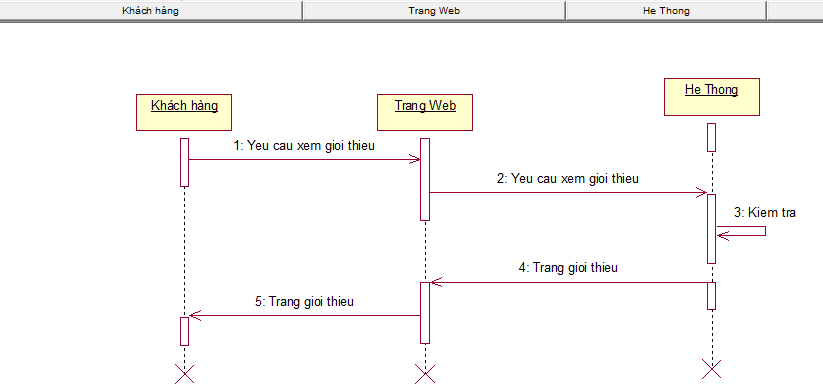 Khách hàng
Trang Web
He Thong
He Thong
Khách hàng
Trang Web
1: Yeu cau xem gioi thieu
2: Yeu cau xem gioi thieu
3: Kiem tra
4: Trang gioi thieu
5: Trang gioi thieu